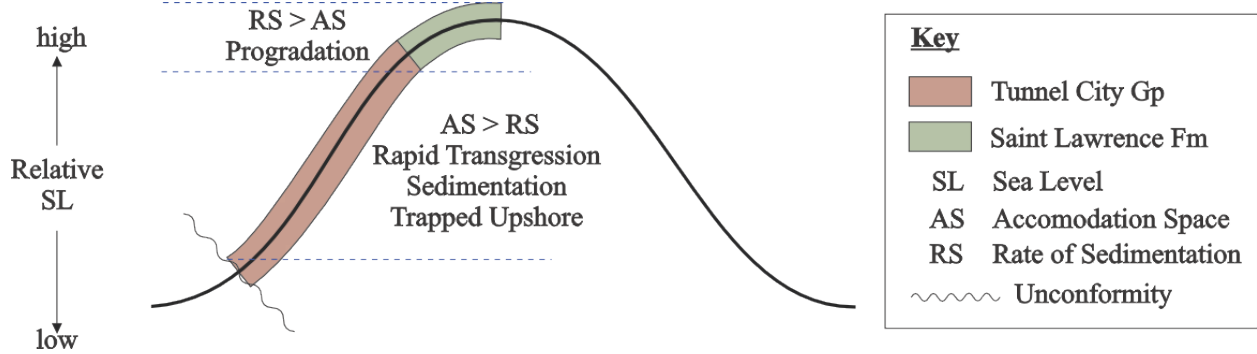 high
Relative
SL
low
RS > AS
Progradation
AS > RS
Rapid Transgression
Sedimentation
Trapped Upshore
Key
Tunnel City Gp
Saint Lawrence Fm
SL Sea Level
AS Accomodation Space
RS Rate of Sedimentation
Unconformity